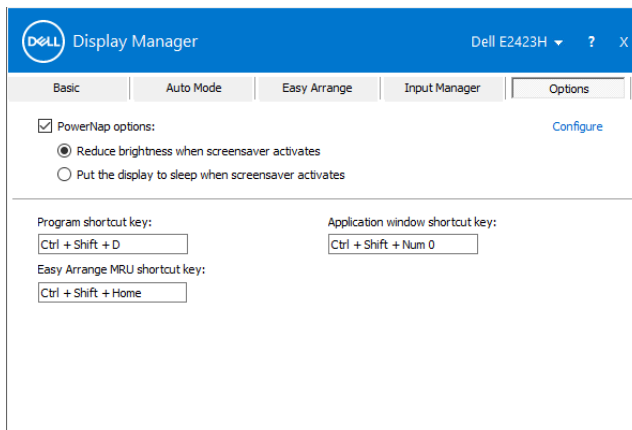 DELL Display Manager Dell E2423H ? X
Basic Auto Mode Easy Arrange Input Manager Options
PowerNap options: Configure
Reduce brightness when screensaver activates
Put the display to sleep when screensaver activates
Program shortcut key: Application window shortcut key:
Ctrl + Shift + D Ctrl + Shift + Num 0
Easy Arrange MRU shortcut key:
Ctrl + Shift + Home